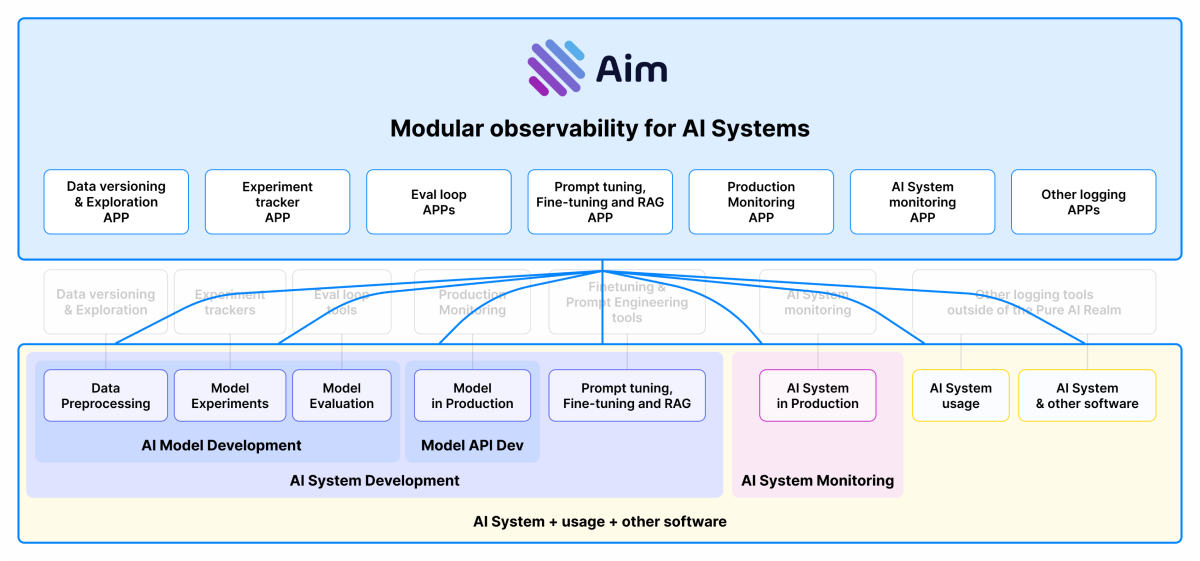 Aim
Modular observability for AI Systems
Data versioning
& Exploration
APP
Experiment
tracker
APP
Eval loop
APPs
Prompt tuning,
Fine-tuning and RAG
APP
Production
Monitoring
APP
AI System
monitoring
APP
Other logging
APPs
Data versioning
& Exploration
Experiment
trackers
Eval loop
tools
Production
Monitoring
Finetuning &
Prompt Engineering
tools
AI System
monitoring
Other logging tools
outside of the Pure AI Realm
Data
Preprocessing
Model
Experiments
Model
Evaluation
Model
in Production
Prompt tuning,
Fine-tuning and RAG
AI System
in Production
AI System
usage
AI System
& other software
AI Model Development
Model API Dev
AI System Development
AI System Monitoring
AI System + usage + other software